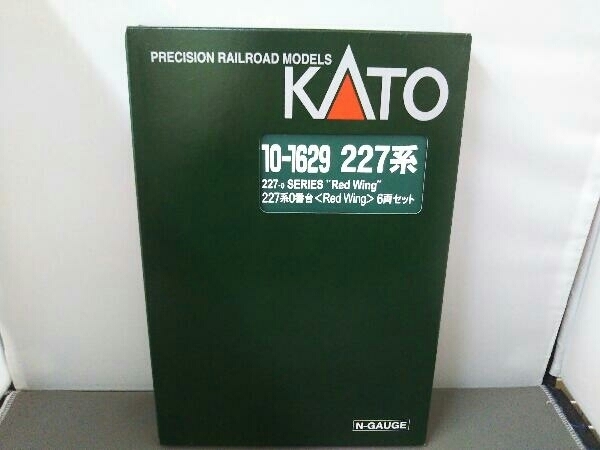 PRECISION RAILROAD MODELS
KATO
10-1629 227系
227-0 SERIES "Red Wing"
227系0番台<Red Wing> 6両セット
N-GAUGE